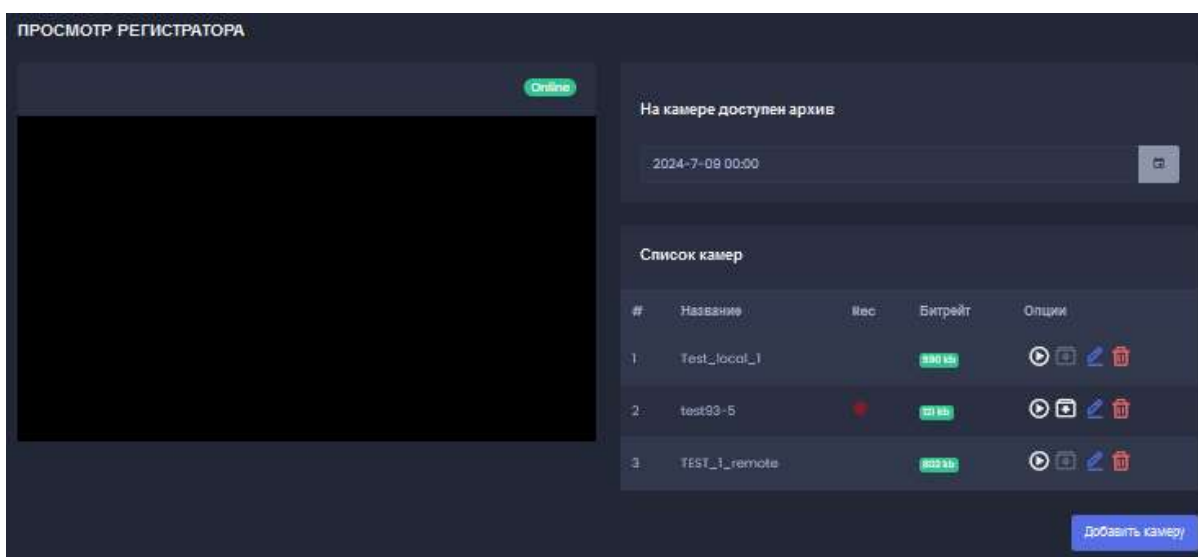 ПРОСМОТР РЕГИСТРАТОРА
Online
На камере доступен архив
2024-7-09 00:00
Список камер
# Название Rec Битрейт Опции
1 Test_local_1
2 test93-5
3 TEST_1_remote
Добавить камеру